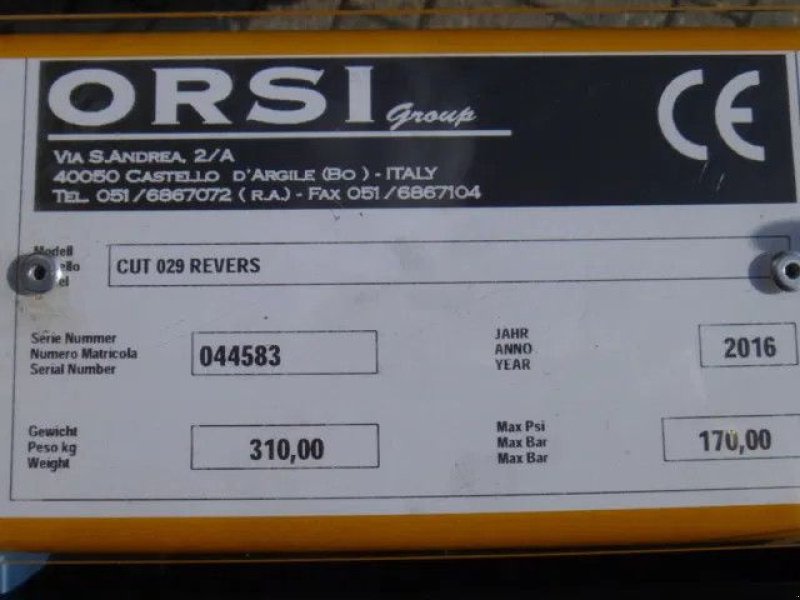 ORSI Group
CE
VIA S.ANDREA, 2/A
40050 CASTELLO D'ARGILE (BO) - ITALY
TEL. 051/6867072 ( R.A.) - FAX 051/6867104
Modell
CUT 029 REVERS
Serie Nummer
Numero Matricola
Serial Number
044583
JAHR
ANNO
YEAR
2016
Gewicht
Peso kg
Weight
310,00
Max Psi
Max Bar
Max Bar
170,00